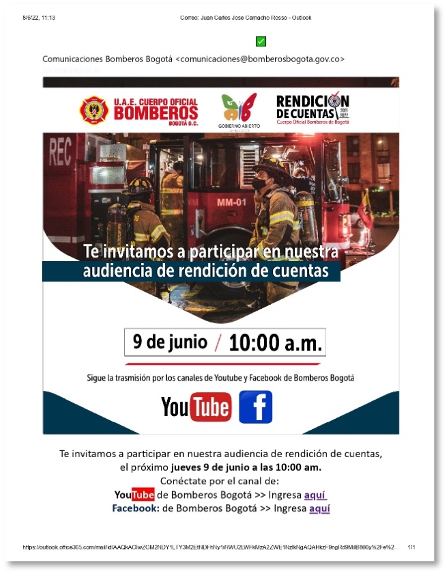 8/6/22, 11:13
Correo: Juan Carlos Jose Camacho Rosso - Outlook
Comunicaciones Bomberos Bogotá <comunicaciones@bomberosbogota.gov.co>
U.A.E. CUERPO OFICIAL
BOMBEROS
BOGOTÁ D.C.
GOBIERNO ABIERTO
RENDICIÓN
DE CUENTAS
Cuerpo Oficial Bomberos de Bogotá
REC
MM-01
Te invitamos a participar en nuestra
audiencia de rendición de cuentas
9 de junio / 10:00 a.m.
Sigue la trasmisión por los canales de Youtube y Facebook de Bomberos Bogotá
YouTube f
Te invitamos a participar en nuestra audiencia de rendición de cuentas,
el próximo jueves 9 de junio a las 10:00 am.
Conéctate por el canal de:
YouTube de Bomberos Bogotá >> Ingresa aquí
Facebook: de Bomberos Bogotá >> Ingresa aquí
1/1